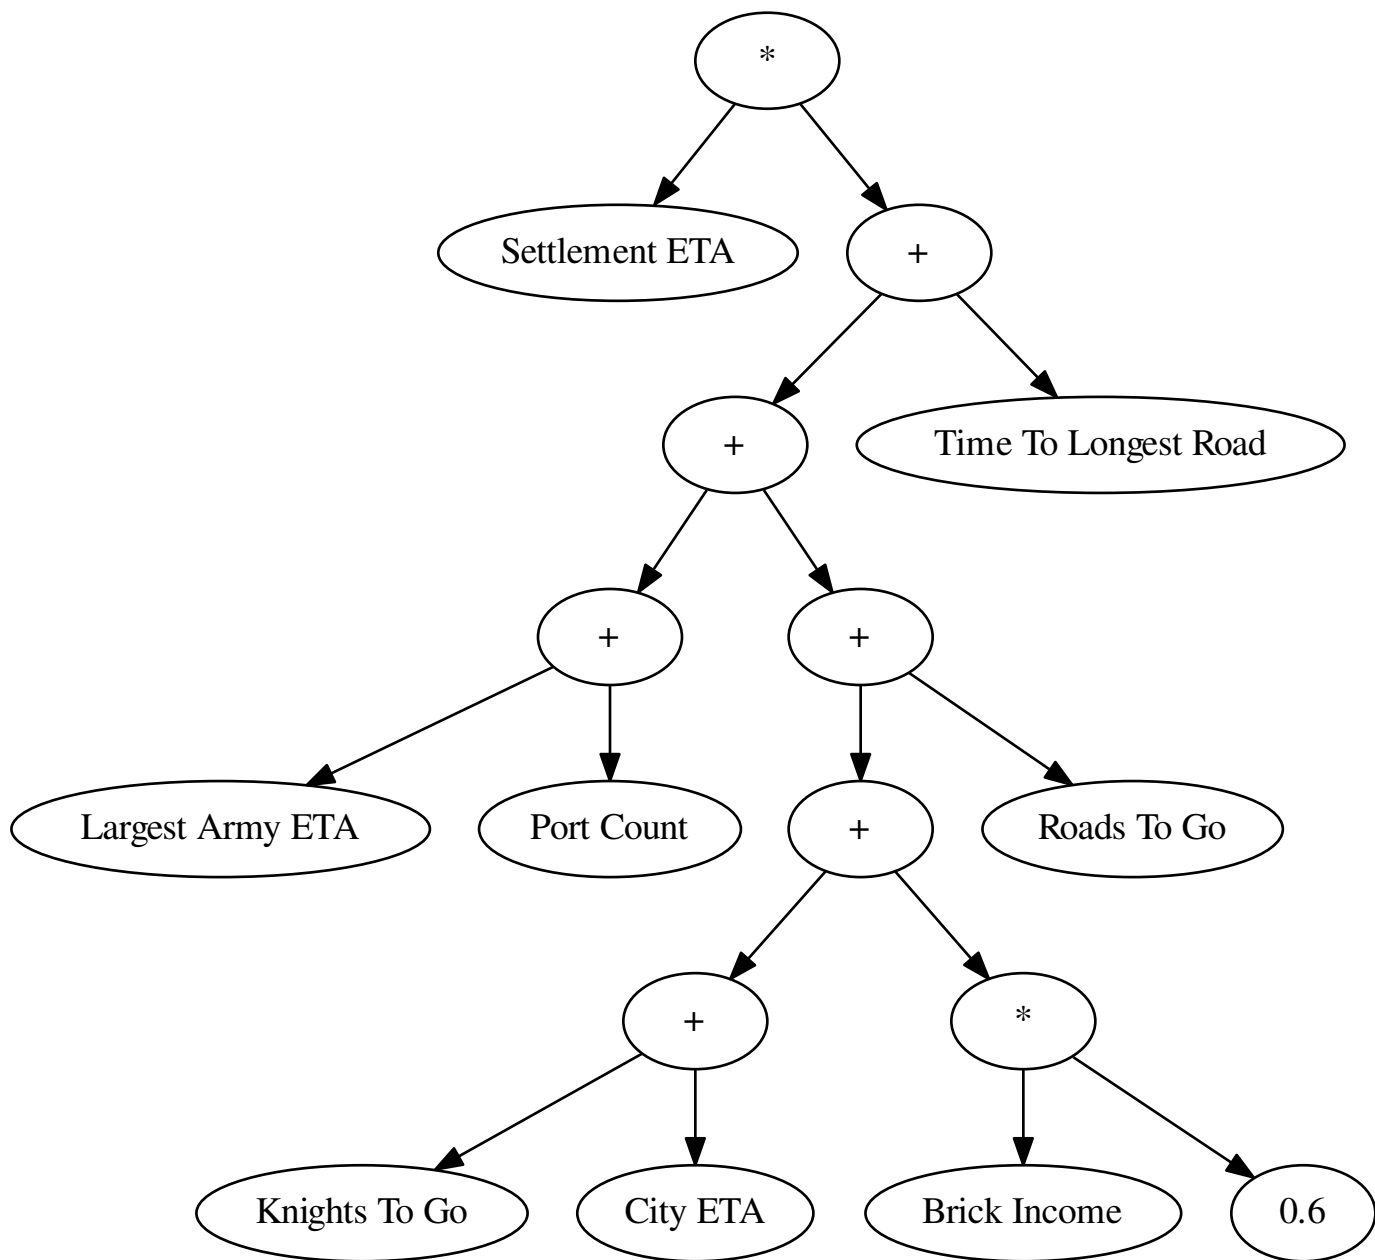 *
Settlement ETA
+
+
Time To Longest Road
+
+
Largest Army ETA
Port Count
+
Roads To Go
+
*
Knights To Go
City ETA
Brick Income
0.6